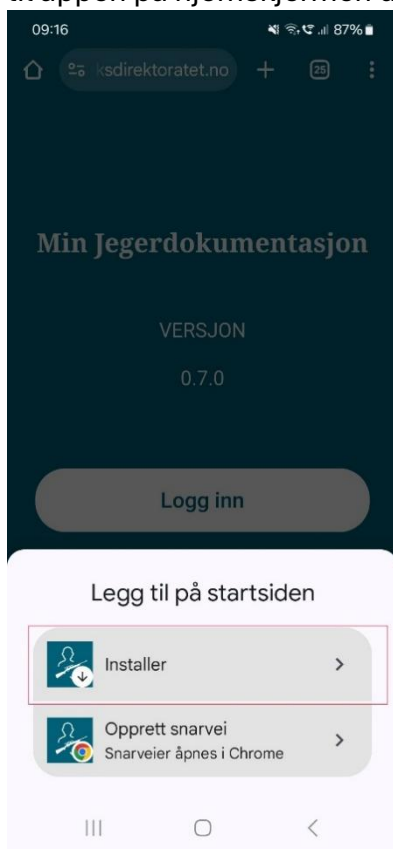 09:16 87%
ksdirektoratet.no 25
Min Jegerdokumentasjon
VERSJON
0.7.0
Logg inn
Legg til på startsiden
Installer
Opprett snarvei
Snarveier åpnes i Chrome